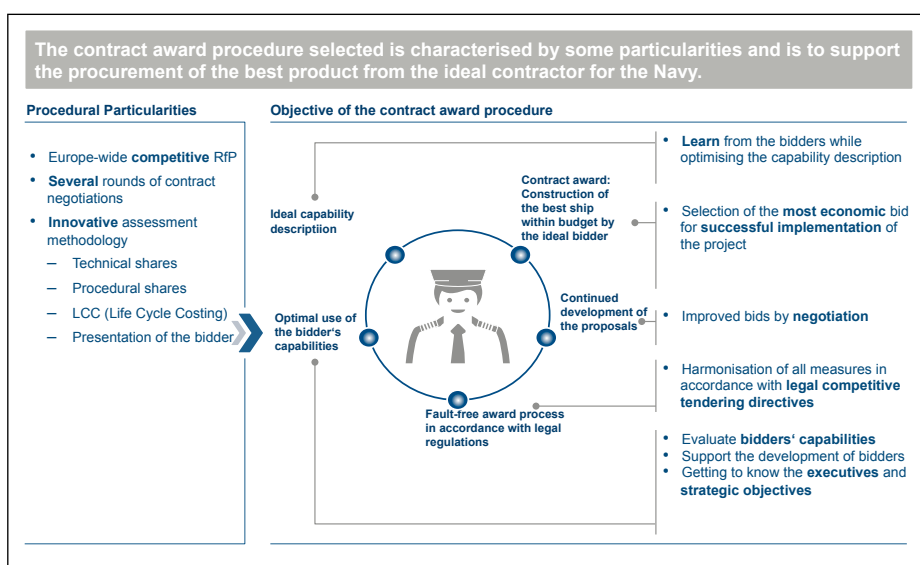 The contract award procedure selected is characterised by some particularities and is to support
the procurement of the best product from the ideal contractor for the Navy.
Procedural Particularities
• Europe-wide competitive RfP
• Several rounds of contract
negotiations
• Innovative assessment
methodology
– Technical shares
– Procedural shares
– LCC (Life Cycle Costing)
– Presentation of the bidder
Objective of the contract award procedure
Ideal capability
descriptiion
Optimal use of
the bidder's
capabilities
Contract award:
Construction of
the best ship
within budget by
the ideal bidder
Continued
development of
the proposals
Fault-free award process
in accordance with legal
regulations
• Learn from the bidders while
optimising the capability description
• Selection of the most economic bid
for successful implementation of
the project
• Improved bids by negotiation
• Harmonisation of all measures in
accordance with legal competitive
tendering directives
• Evaluate bidders‘ capabilities
• Support the development of bidders
• Getting to know the executives and
strategic objectives